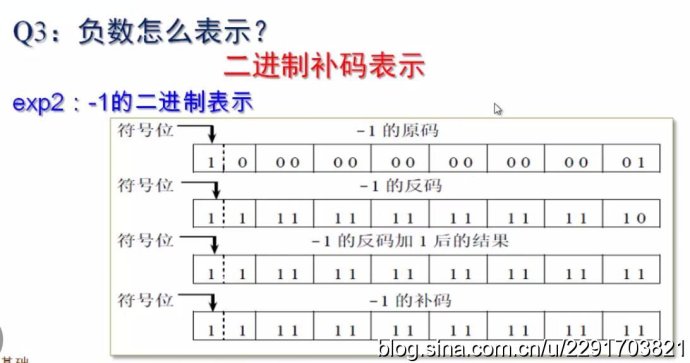 Q3：负数怎么表示？
二进制补码表示
exp2：-1的二进制表示
符号位 -1的原码
1 0 00 00 00 00 00 00 01
符号位 -1的反码
1 1 11 11 11 11 11 11 10
符号位 -1的反码加1后的结果
1 1 11 11 11 11 11 11 11
符号位 -1的补码
1 1 11 11 11 11 11 11 11
blog.sina.com.cn/u/2291703821
基础